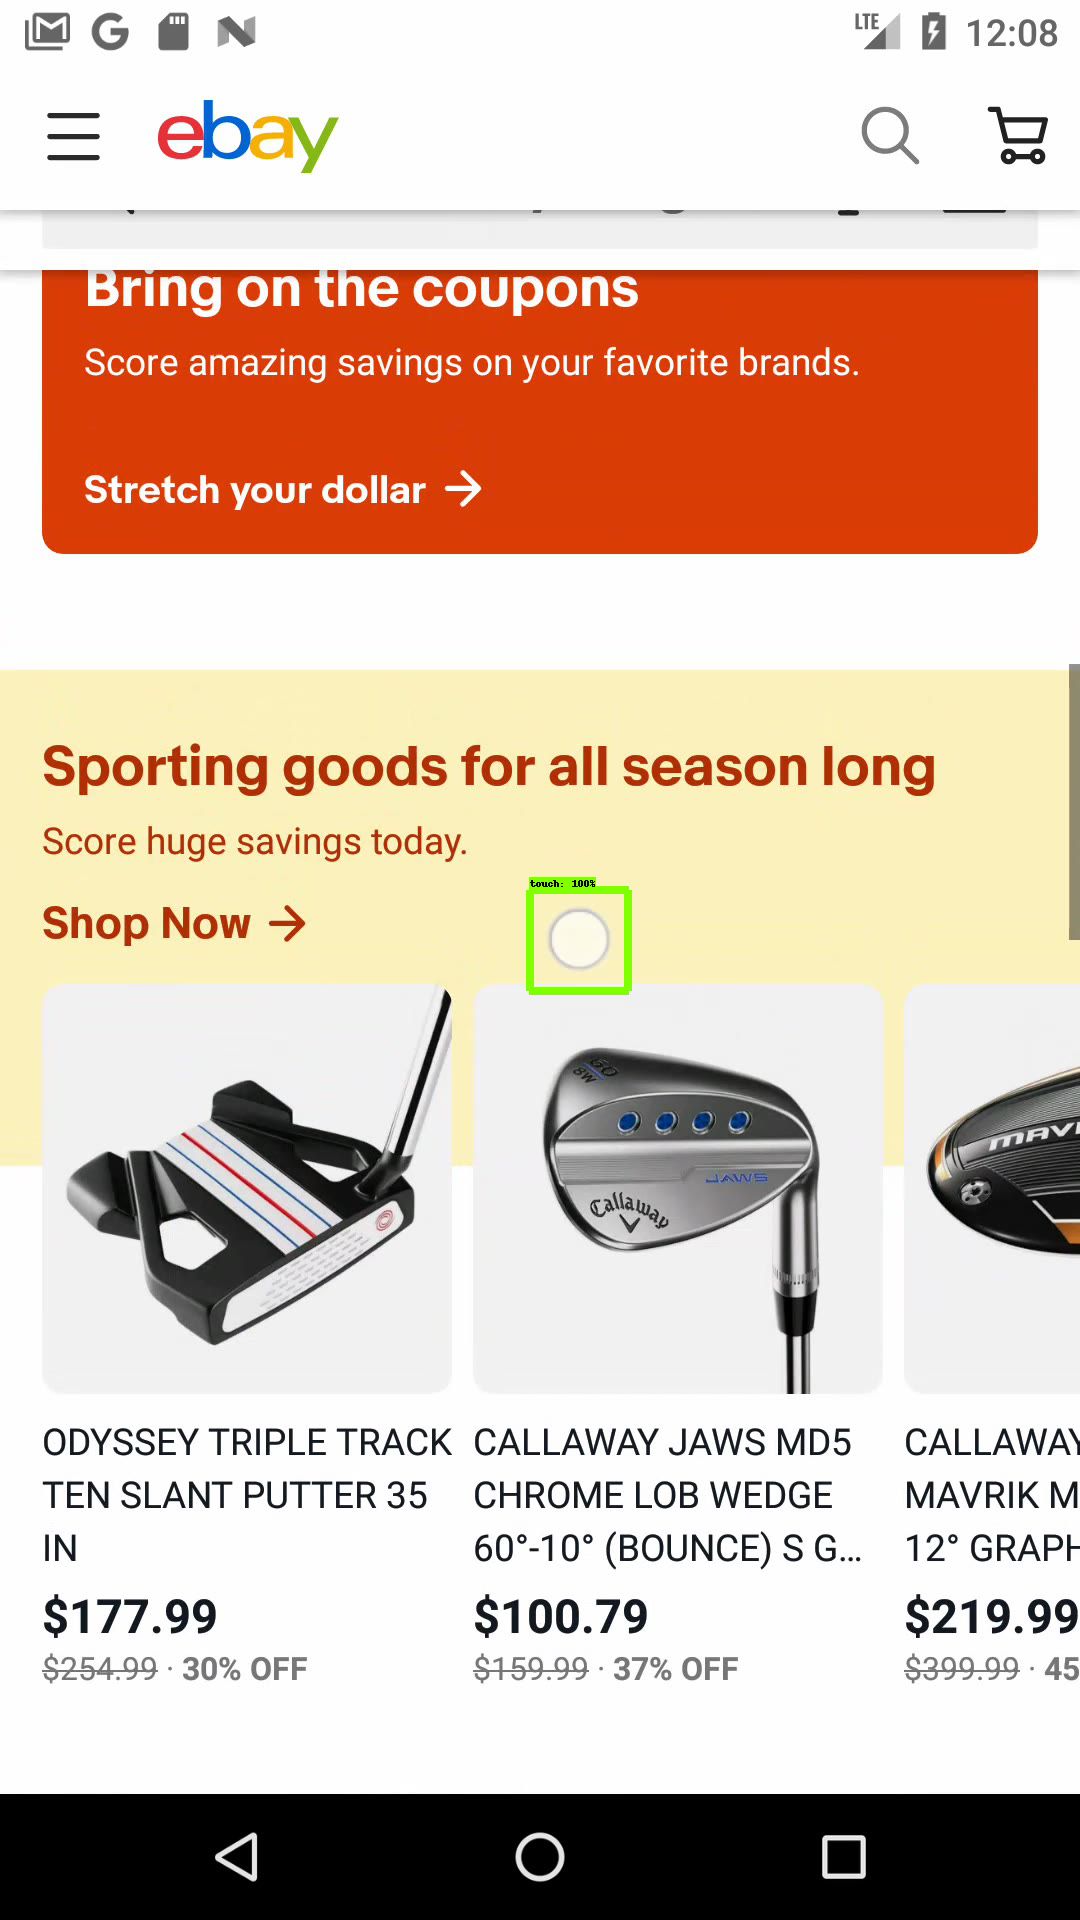 LTE 12:08
ebay
Bring on the coupons
Score amazing savings on your favorite brands.
Stretch your dollar →
Sporting goods for all season long
Score huge savings today.
touch: 100%
Shop Now →
60
8W
JAWS
Callaway
MAVR
ODYSSEY TRIPLE TRACK
TEN SLANT PUTTER 35
IN
$177.99
$254.99 · 30% OFF
CALLAWAY JAWS MD5
CHROME LOB WEDGE
60°-10° (BOUNCE) S G...
$100.79
$159.99 · 37% OFF
CALLAWAY
MAVRIK M
12° GRAPH
$219.99
$399.99 · 45